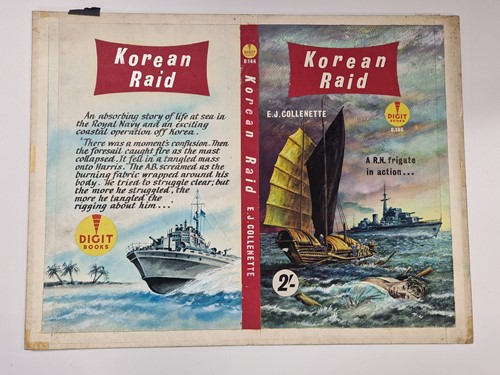 Korean
Raid
An absorbing story of life at sea in
the Royal Navy and an exciting
coastal operation off Korea.
'There was a moment's confusion. Then
the foresail caught fire as the mast
collapsed. It fell in a tangled mass
onto Harris. The A.B. screamed as the
burning fabric wrapped around his
body. He tried to struggle clear; but
the more he struggled, the
more he tangled the
rigging about him...'
DIGIT
BOOKS
DIGIT
BOOKS
D.166
Korean Raid
E J COLLENETTE
Korean
Raid
E.J. COLLENETTE
DIGIT
BOOKS
D.166
A R.N. frigate
in action...
2/-